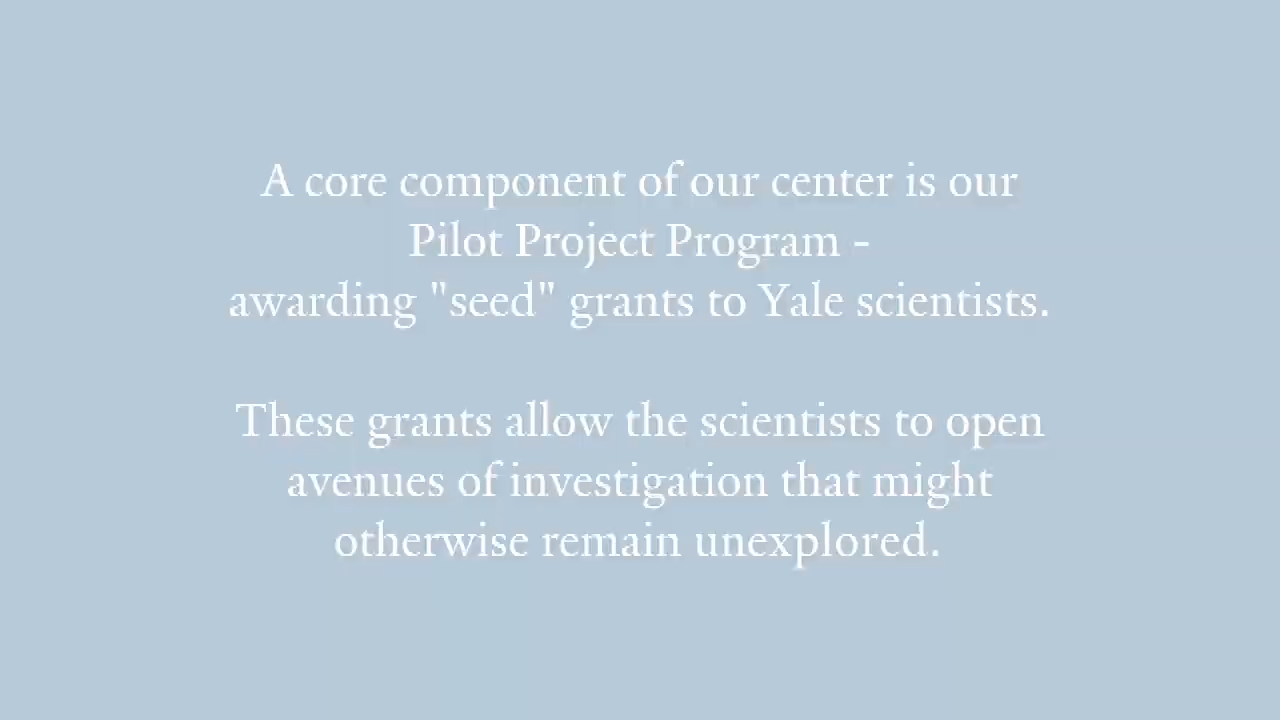 A core component of our center is our
Pilot Project Program -
awarding "seed" grants to Yale scientists.
These grants allow the scientists to open
avenues of investigation that might
otherwise remain unexplored.